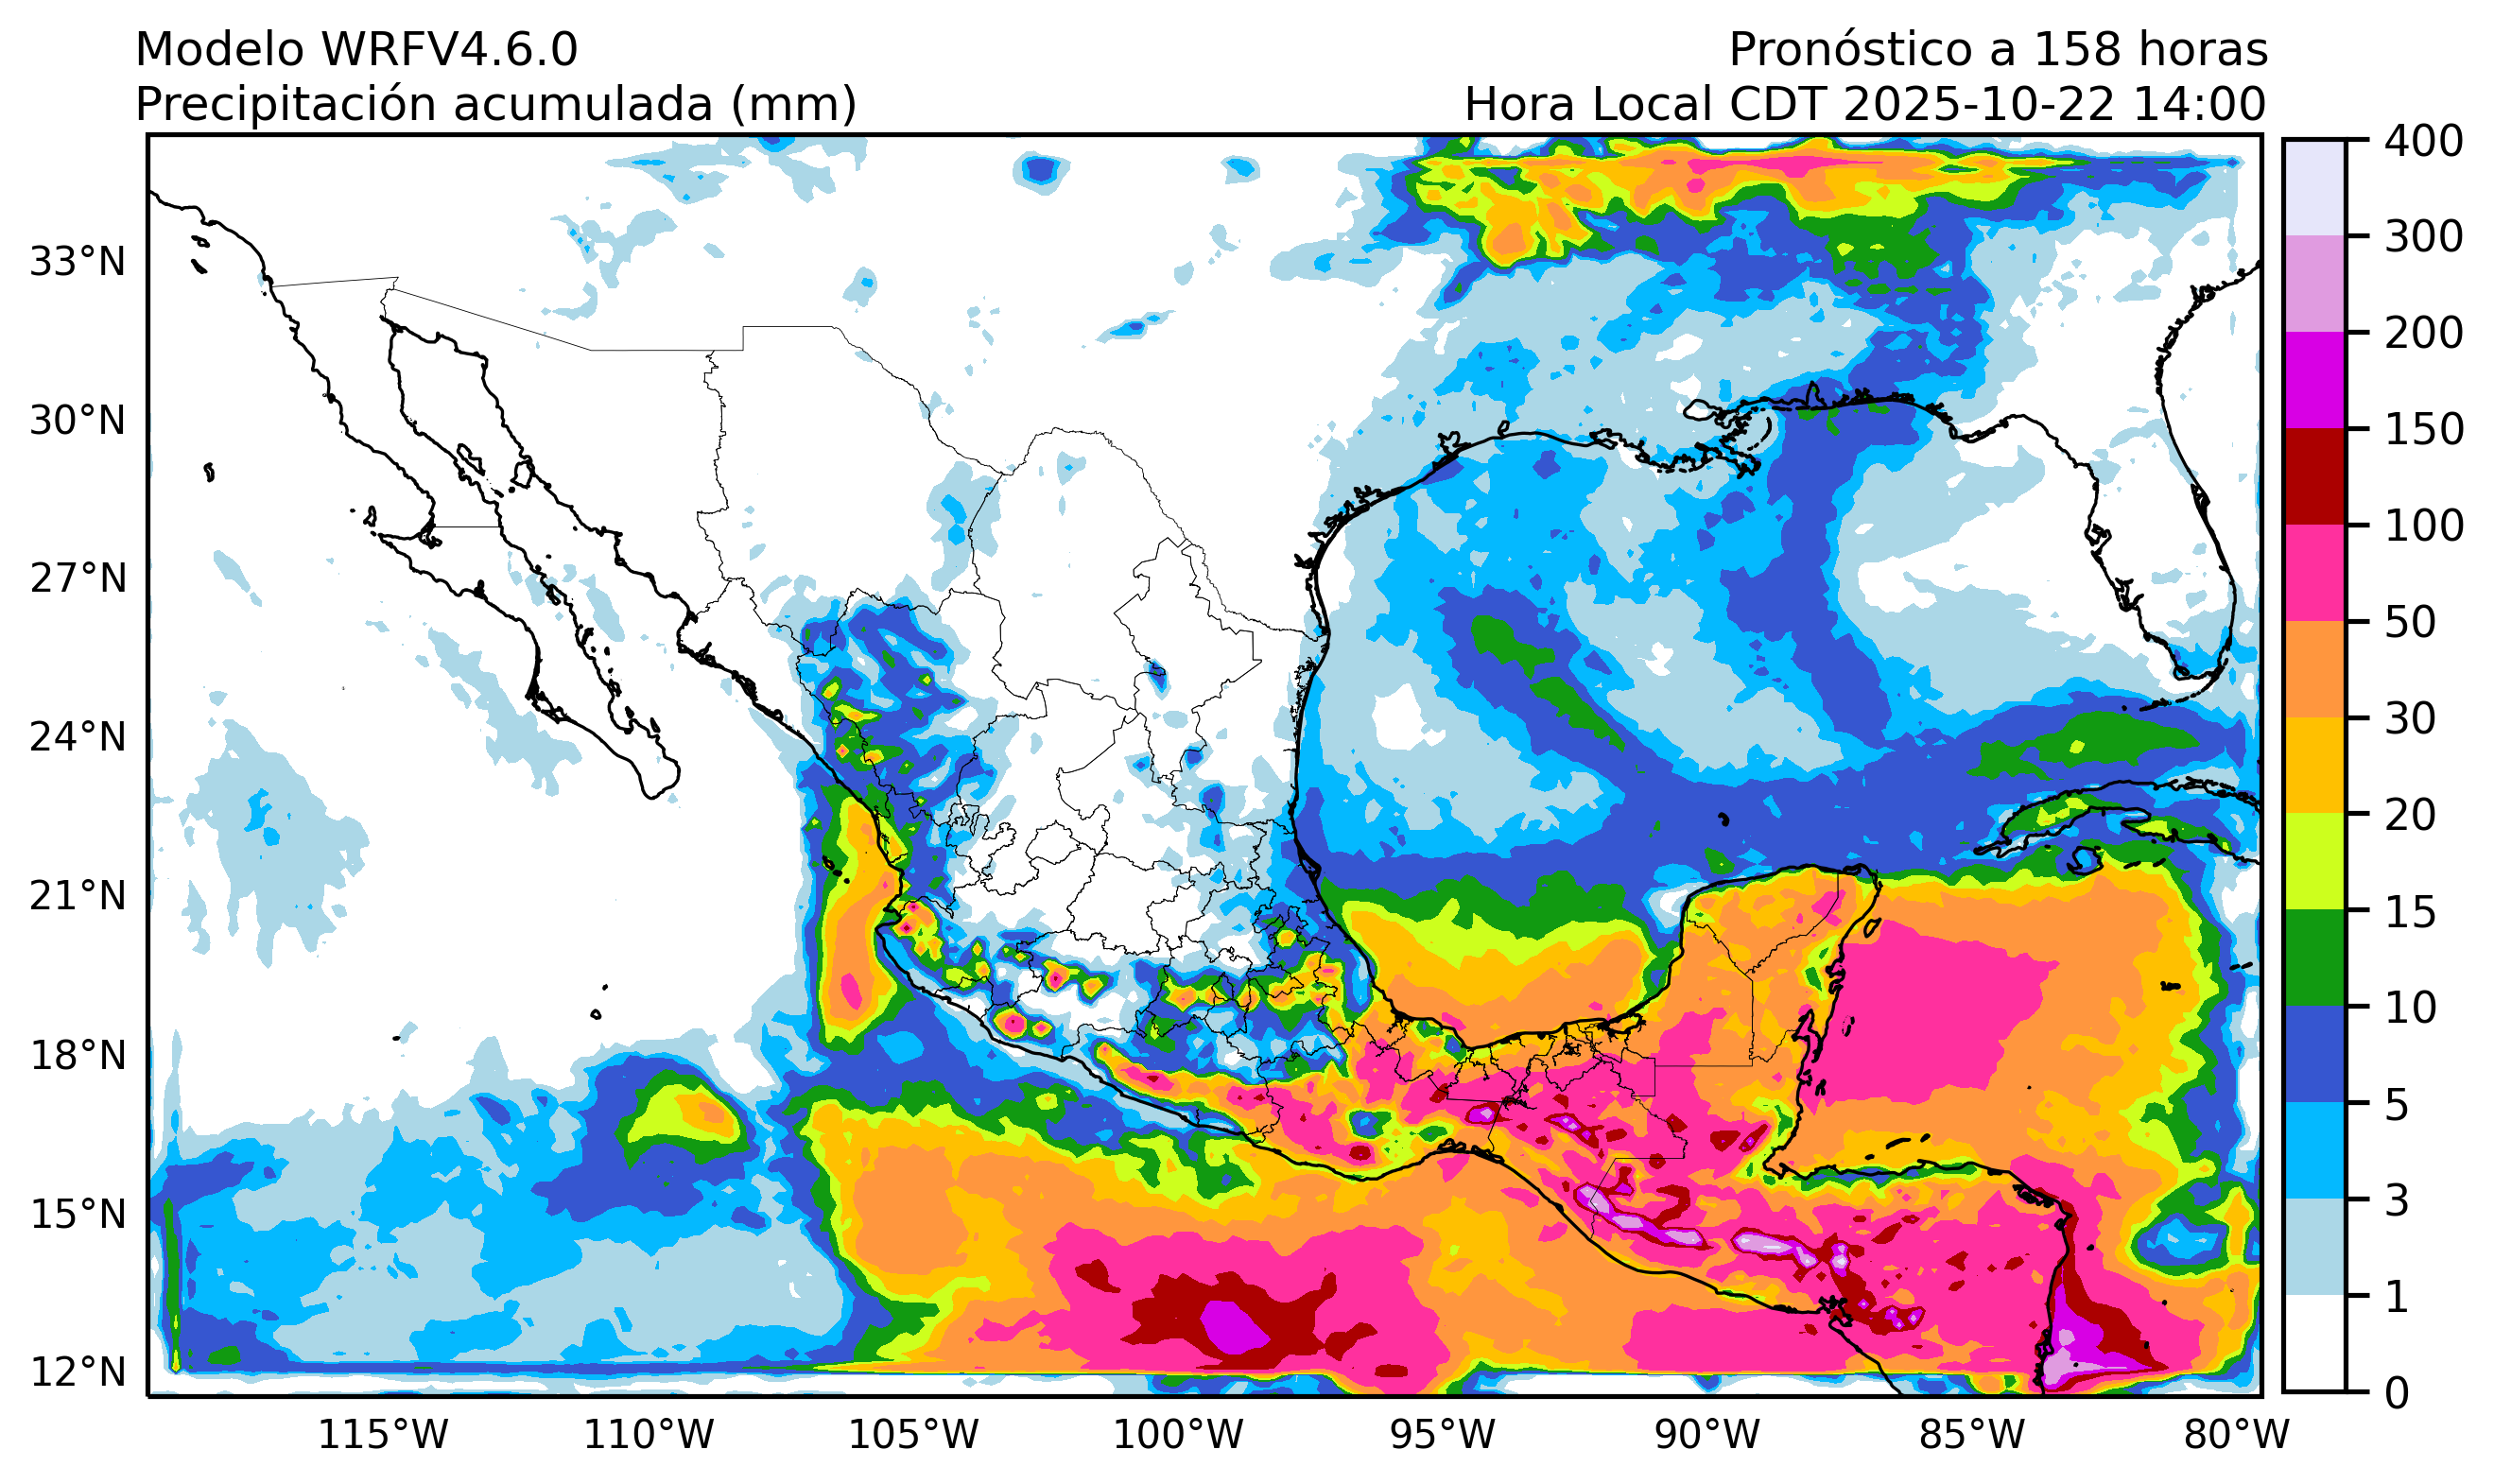 Modelo WRFV4.6.0
Pronóstico a 158 horas
Precipitación acumulada (mm)
Hora Local CDT 2025-10-22 14:00
33°N
30°N
27°N
24°N
21°N
18°N
15°N
12°N
115°W
110°W
105°W
100°W
95°W
90°W
85°W
80°W
400
300
200
150
100
50
30
20
15
10
5
3
1
0